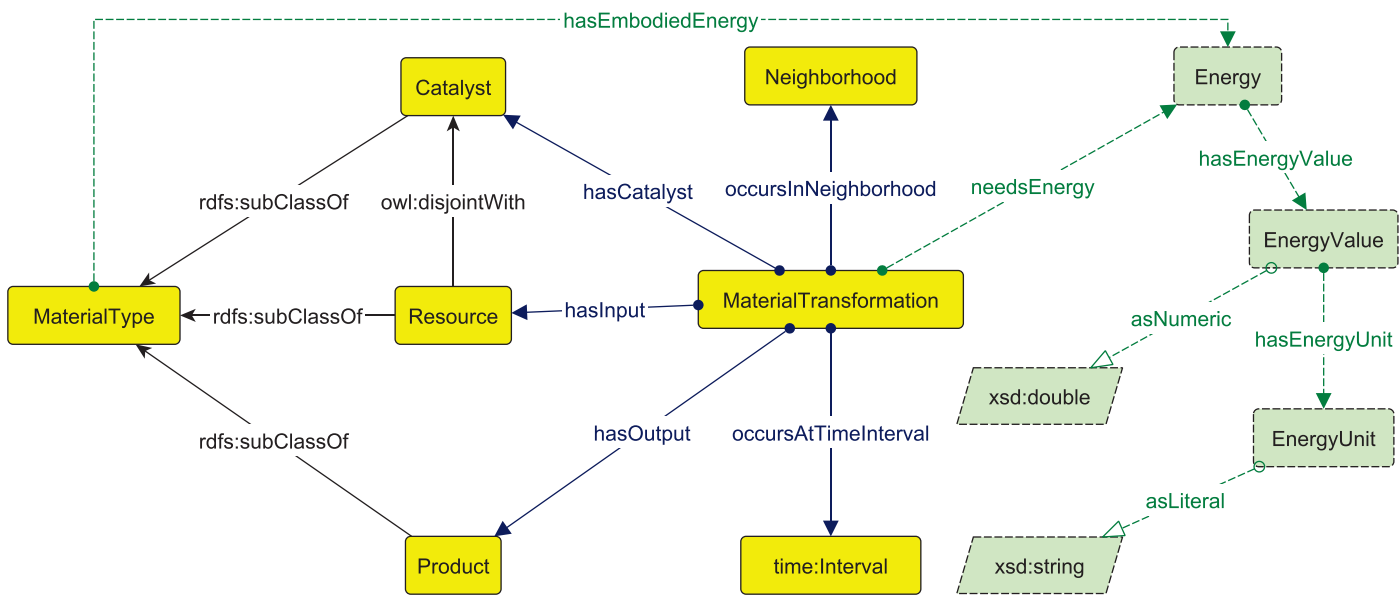 hasEmbodiedEnergy
Catalyst
Neighborhood
Energy
hasEnergyValue
rdfs:subClassOf
owl:disjointWith
hasCatalyst
occursInNeighborhood
needsEnergy
EnergyValue
MaterialType
rdfs:subClassOf
Resource
hasInput
MaterialTransformation
asNumeric
hasEnergyUnit
xsd:double
rdfs:subClassOf
hasOutput
occursAtTimeInterval
EnergyUnit
asLiteral
Product
time:Interval
xsd:string